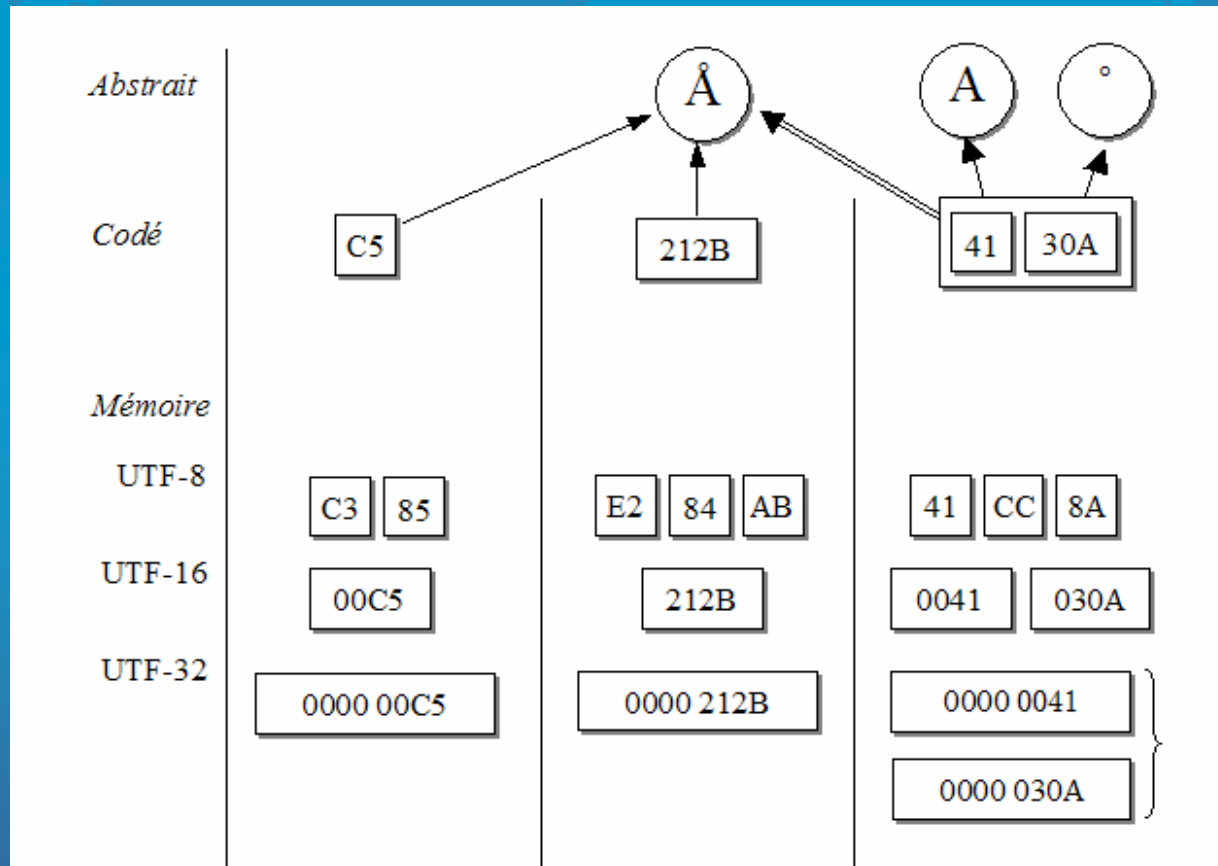 Abstrait Å A °
Codé C5 212B 41 30A
Mémoire
UTF-8 C3 85 E2 84 AB 41 CC 8A
UTF-16 00C5 212B 0041 030A
UTF-32 0000 00C5 0000 212B 0000 0041
0000 030A